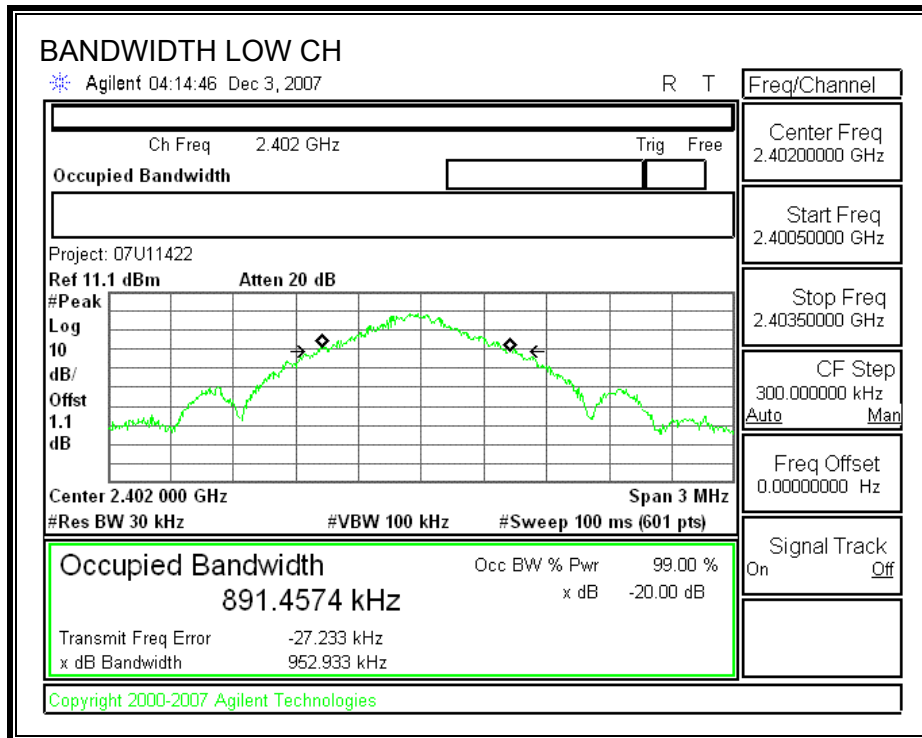 BANDWIDTH LOW CH
Agilent 04:14:46 Dec 3, 2007 R T
Freq/Channel
Ch Freq 2.402 GHz Trig Free
Occupied Bandwidth
Center Freq
2.40200000 GHz
Start Freq
2.40050000 GHz
Stop Freq
2.40350000 GHz
CF Step
300.000000 kHz
Auto Man
Freq Offset
0.00000000 Hz
Signal Track
On Off
Project: 07U11422
Ref 11.1 dBm Atten 20 dB
#Peak
Log
10
dB/
Offst
1.1
dB
Center 2.402 000 GHz Span 3 MHz
#Res BW 30 kHz #VBW 100 kHz #Sweep 100 ms (601 pts)
Occupied Bandwidth Occ BW % Pwr 99.00 %
891.4574 kHz x dB -20.00 dB
Transmit Freq Error -27.233 kHz
x dB Bandwidth 952.933 kHz
Copyright 2000-2007 Agilent Technologies